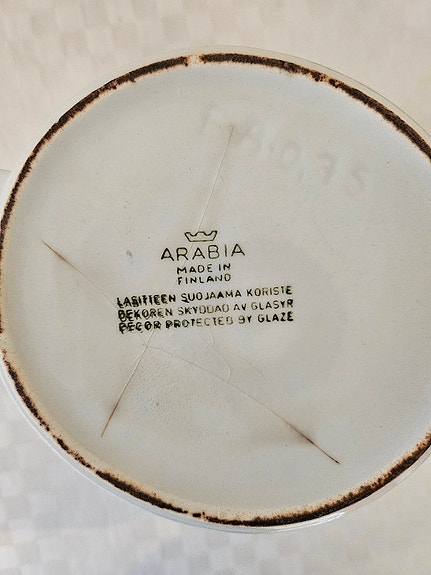 ARABIA
MADE IN
FINLAND
LASITTEEN SUOJAAMA KORISTE
DEKOREN SKYDDAD AV GLASYR
DECOR PROTECTED BY GLAZE